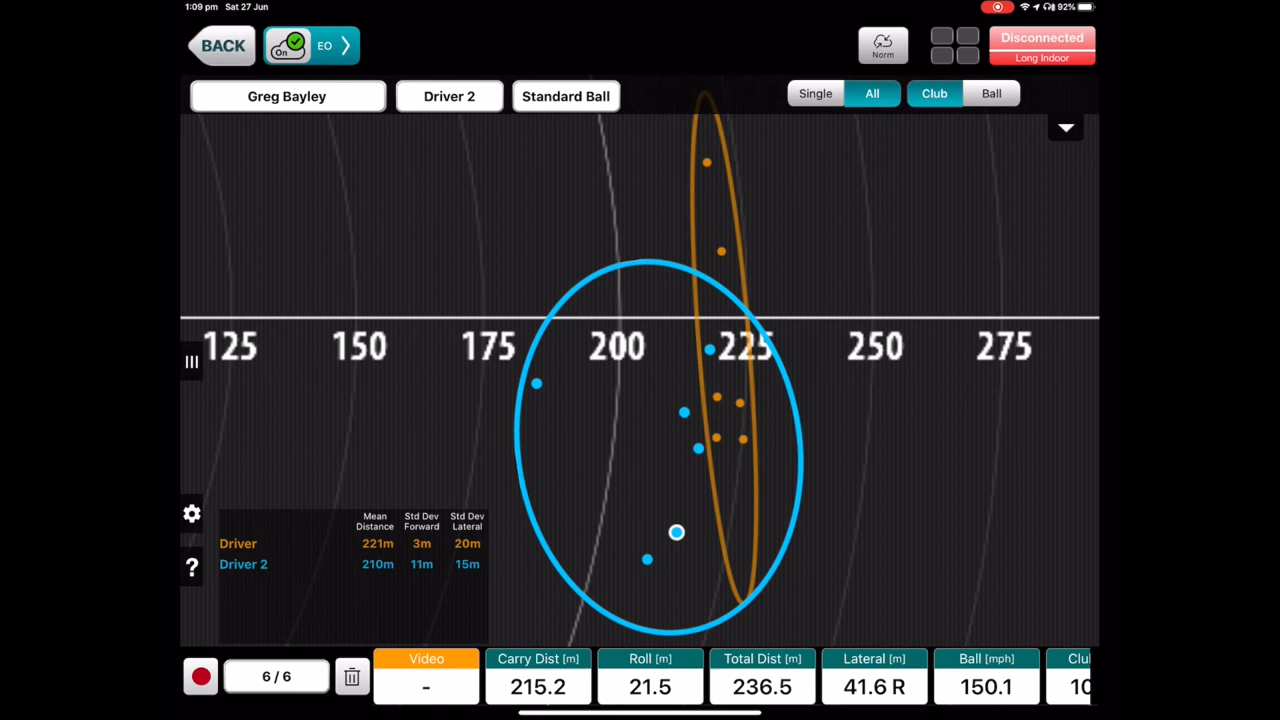 1:09 pm Sat 27 Jun
92%
BACK
On
EO
Norm
Disconnected
Long Indoor
Greg Bayley
Driver 2
Standard Ball
Single
All
Club
Ball
125
150
175
200
225
250
275
Mean Distance
Std Dev Forward
Std Dev Lateral
Driver 221m 3m 20m
Driver 2 210m 11m 15m
?
6 / 6
Video
-
Carry Dist [m]
215.2
Roll [m]
21.5
Total Dist [m]
236.5
Lateral [m]
41.6 R
Ball [mph]
150.1
Clu
10